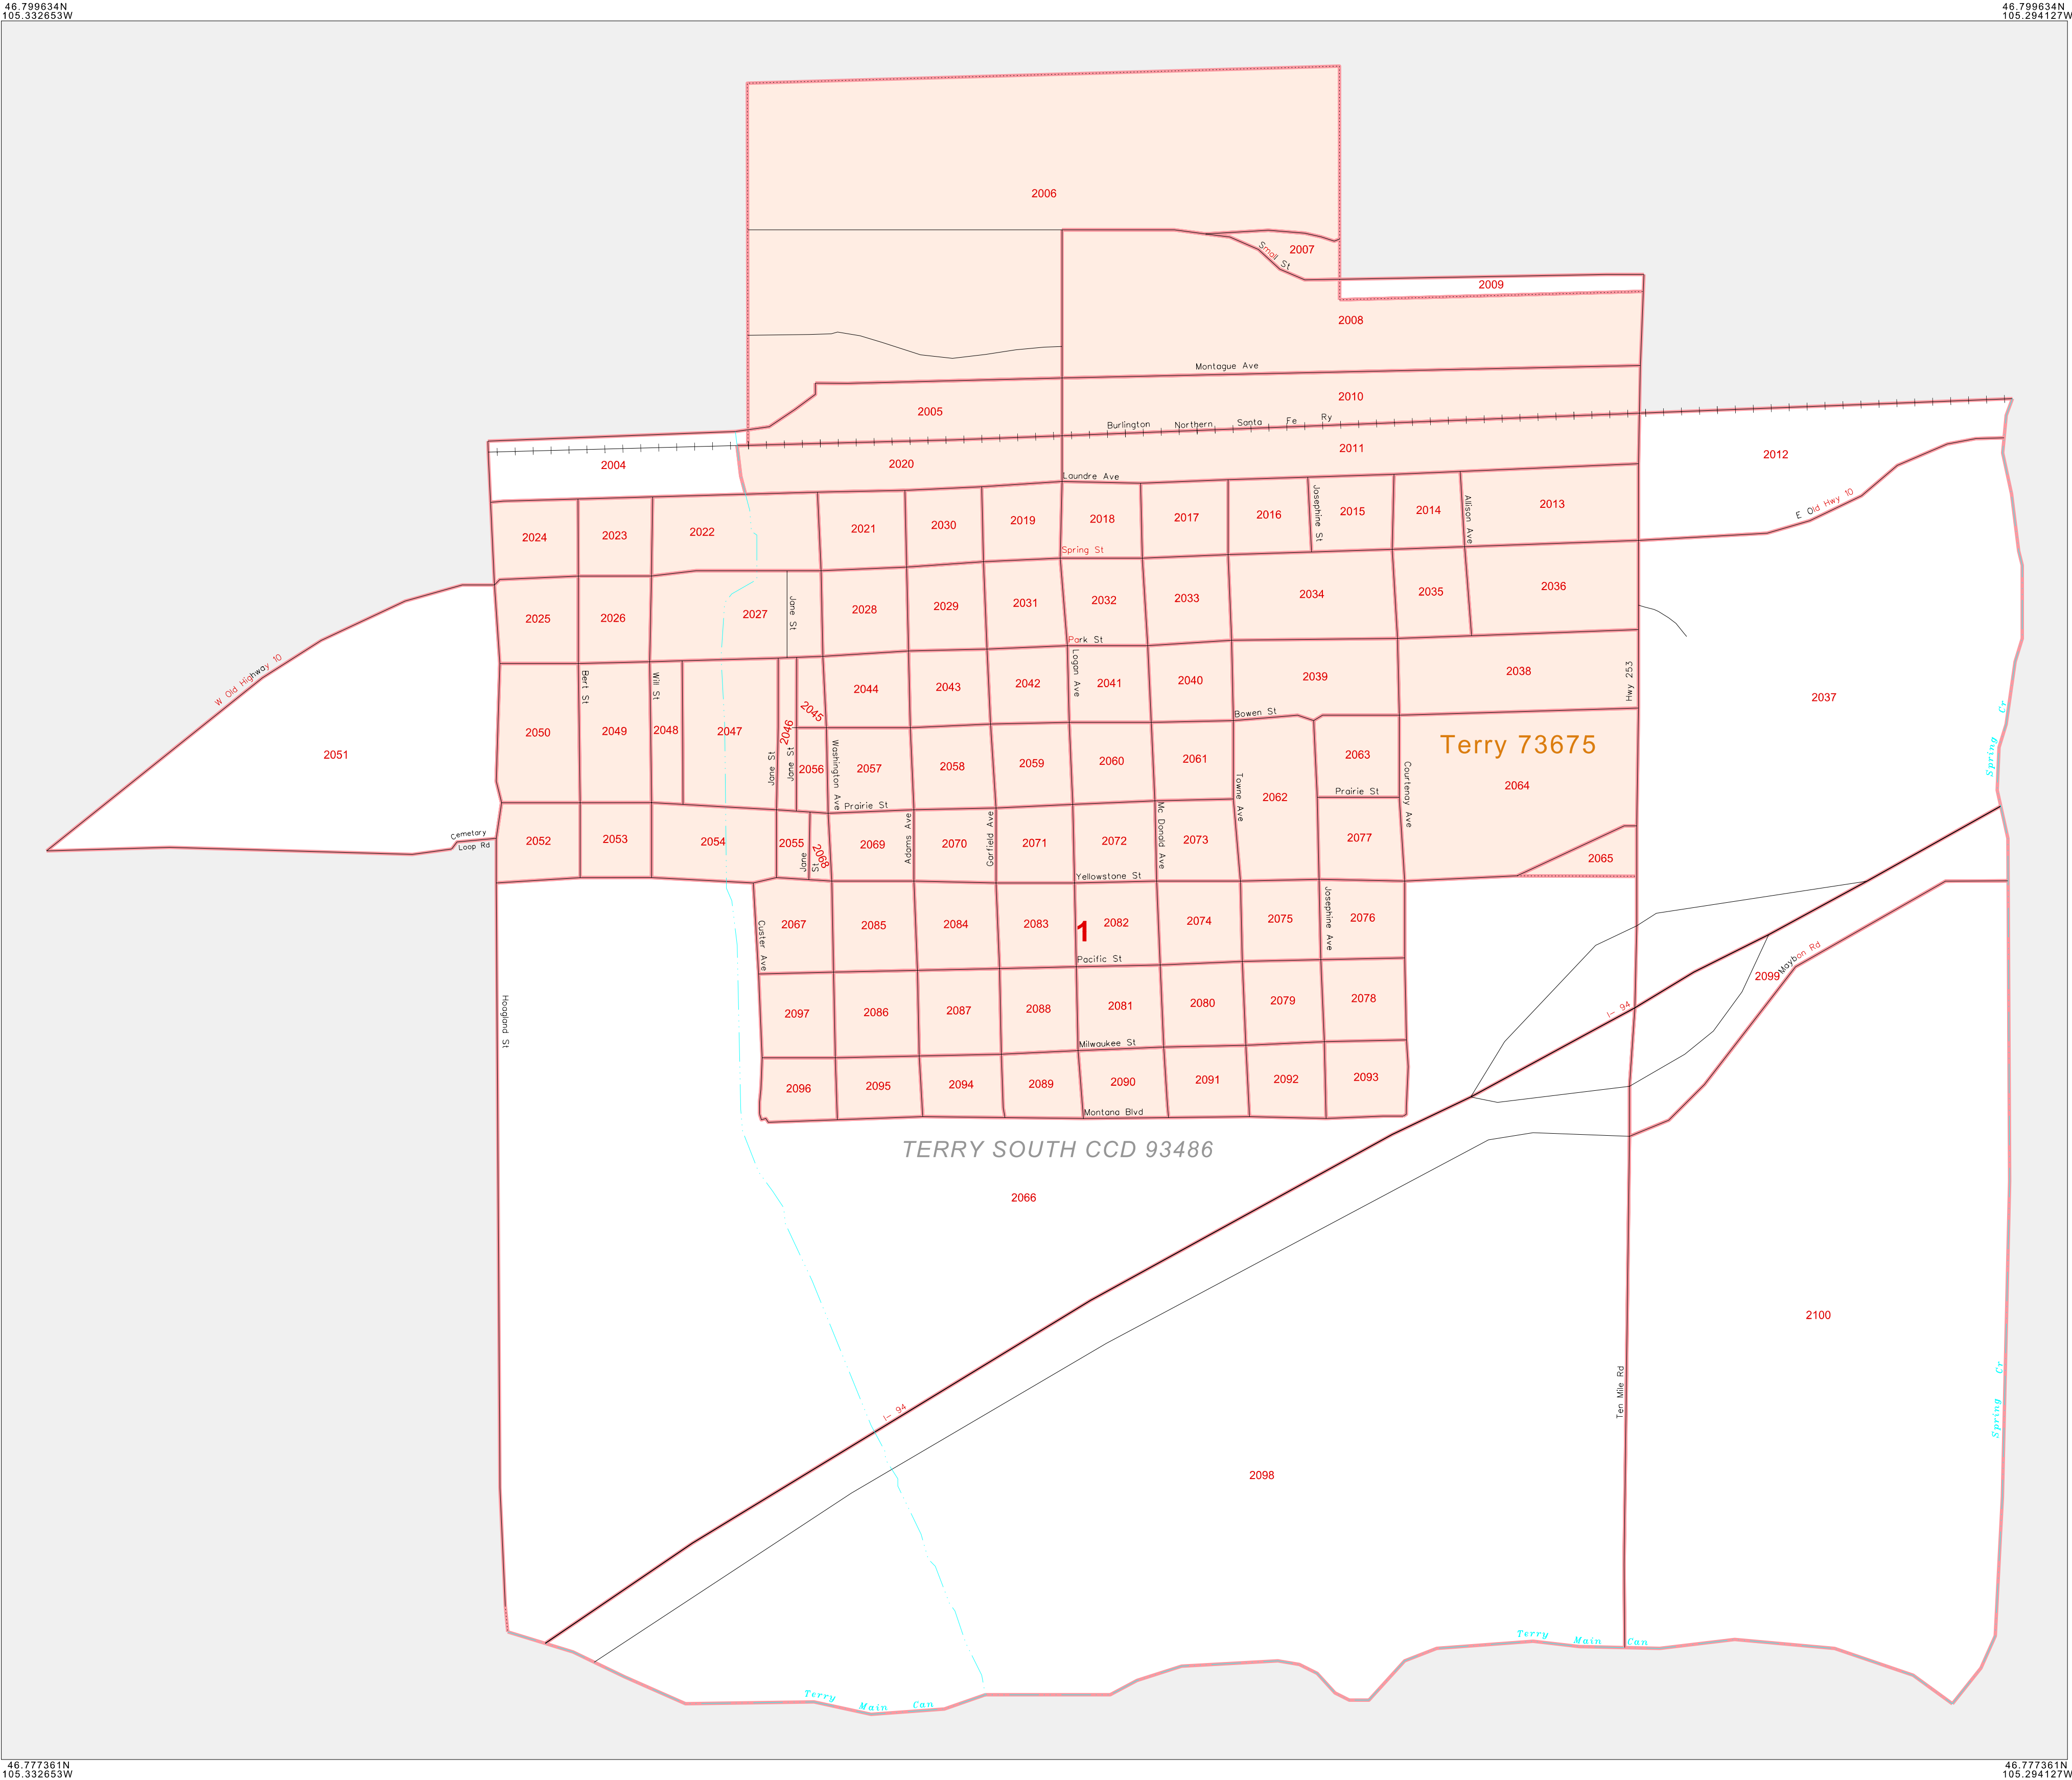 46.799634N
105.332653W
46.799634N
105.294127W
2006
2007
Small St
2009
2008
Montague Ave
2010
2005
Burlington Northern Santa Fe Ry
2004
2020
2011
2012
Laundre Ave
E Old Hwy 10
2024
2023
2022
2021
2030
2019
2018
2017
2016
Josephine St
2015
2014
Allison Ave
2013
Spring St
2025
2026
2027
Jane St
2028
2029
2031
2032
2033
2034
2035
2036
Park St
W Old Highway 10
Bert St
Will St
Logan Ave
Hwy 253
2037
2044
2043
2042
2041
2040
2039
2038
2045
2046
Bowen St
Spring Cr
2050
2049
2048
2047
Jane St
Jane St
2051
2056
Washington Ave
2057
2058
2059
2060
2061
Towne Ave
2062
2063
Courtenay Ave
Terry 73675
2064
Prairie St
Prairie St
Cemetary
Loop Rd
2052
2053
2054
2055
Jane St
2068
2069
Adams Ave
2070
Garfield Ave
2071
2072
Mc Donald Ave
2073
2077
2065
Yellowstone St
Custer Ave
2067
2085
2084
2083
1
2082
2074
2075
Josephine Ave
2076
Pacific St
Maybon Rd
2099
Hoagland St
2097
2086
2087
2088
2081
2080
2079
2078
I- 94
Milwaukee St
2096
2095
2094
2089
2090
2091
2092
2093
Montana Blvd
TERRY SOUTH CCD 93486
2066
2100
Ten Mile Rd
Spring Cr
I- 94
2098
Terry Main Can
Terry Main Can
46.777361N
105.332653W
46.777361N
105.294127W